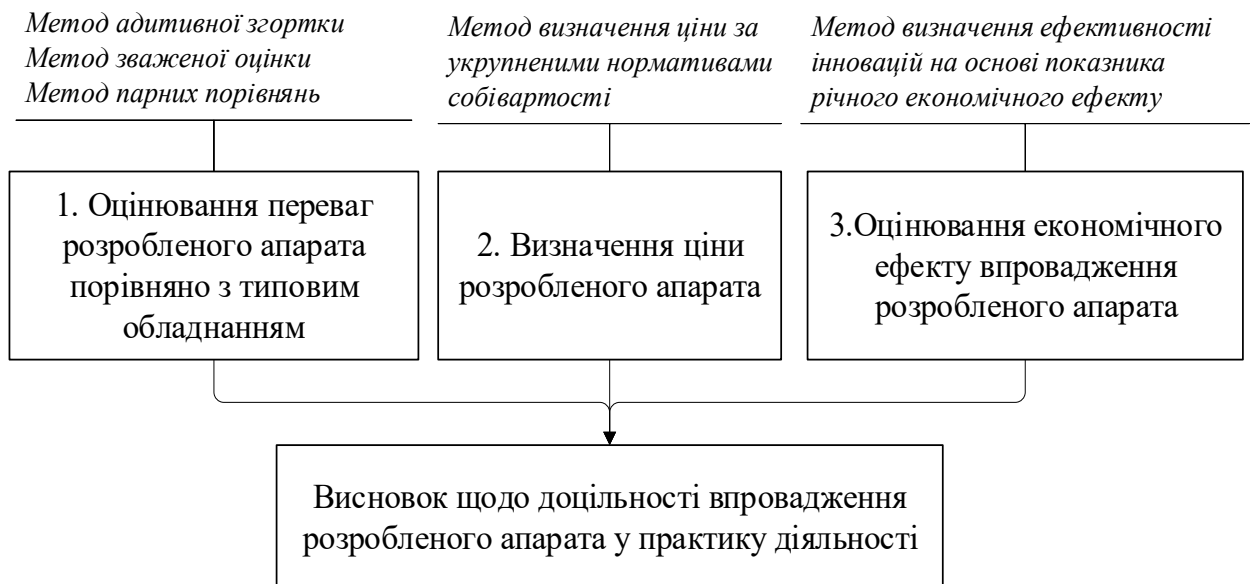 Метод адитивної згортки
Метод зваженої оцінки
Метод парних порівнянь
Метод визначення ціни за
укрупненими нормативами
собівартості
Метод визначення ефективності
інновацій на основі показника
річного економічного ефекту
1. Оцінювання переваг
розробленого апарата
порівняно з типовим
обладнанням
2. Визначення ціни
розробленого апарата
3.Оцінювання економічного
ефекту впровадження
розробленого апарата
Висновок щодо доцільності впровадження
розробленого апарата у практику діяльності